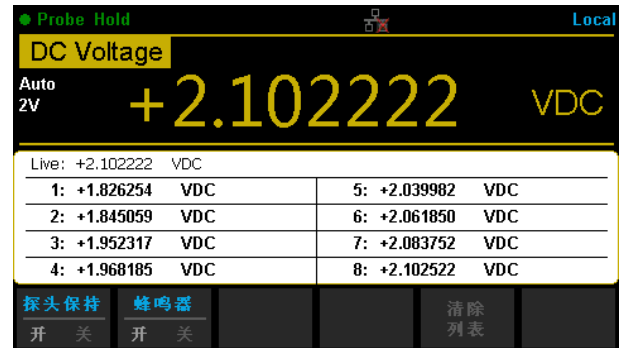 Probe Hold
Local
DC Voltage
Auto
2V
+2.102222 VDC
Live: +2.102222 VDC
1: +1.826254 VDC
2: +1.845059 VDC
3: +1.952317 VDC
4: +1.968185 VDC
5: +2.039982 VDC
6: +2.061850 VDC
7: +2.083752 VDC
8: +2.102522 VDC
探头保持
开 关
蜂鸣器
开 关
清除
列表